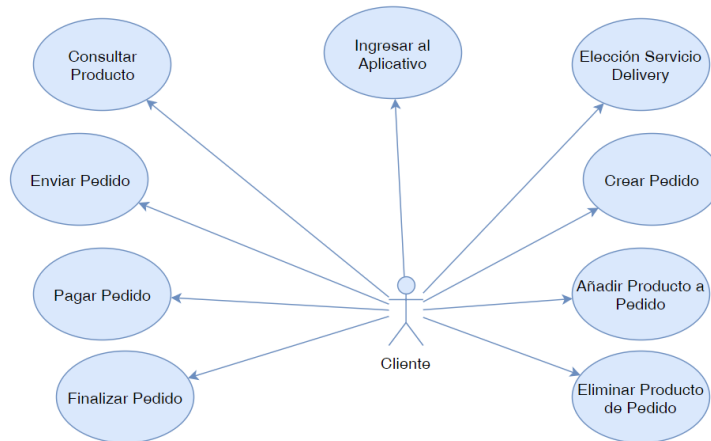 Consultar
Producto
Ingresar al
Aplicativo
Elección Servicio
Delivery
Enviar Pedido
Crear Pedido
Pagar Pedido
Añadir Producto a
Pedido
Cliente
Finalizar Pedido
Eliminar Producto
de Pedido